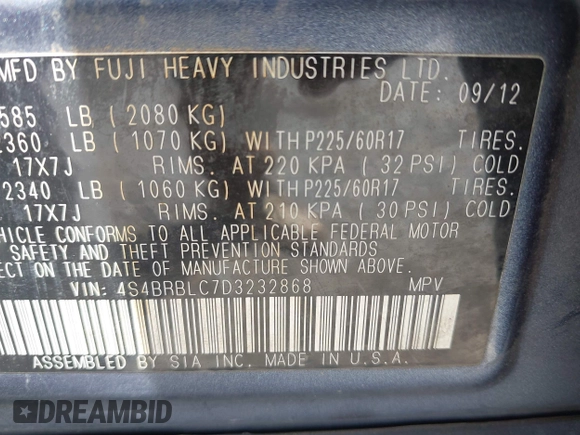 MFD BY FUJI HEAVY INDUSTRIES LTD.
DATE: 09/12
585 LB (2080 KG)
2360 LB (1070 KG) WITH P225/60R17 TIRES.
17X7J RIMS. AT 220 KPA (32 PSI) COLD
2340 LB (1060 KG) WITH P225/60R17 TIRES.
17X7J RIMS. AT 210 KPA (30 PSI) COLD
HICLE CONFORMS TO ALL APPLICABLE FEDERAL MOTOR
SAFETY AND THEFT PREVENTION STANDARDS
ECT ON THE DATE OF MANUFACTURE SHOWN ABOVE.
VIN: 4S4BRBLC7D3232868 MPV
ASSEMBLED BY SIA INC. MADE IN U.S.A.
DREAMBID